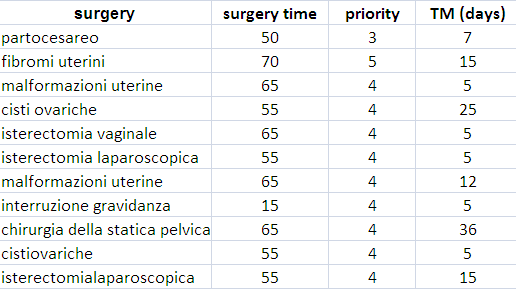 surgery surgery time priority TM (days)
partocesareo 50 3 7
fibromi uterini 70 5 15
malformazioni uterine 65 4 5
cisti ovariche 55 4 25
isterectomia vaginale 65 4 5
isterectomia laparoscopica 55 4 5
malformazioni uterine 65 4 12
interruzione gravidanza 15 4 5
chirurgia della statica pelvica 65 4 36
cistiovariche 55 4 5
isterectomialaparoscopica 55 4 15